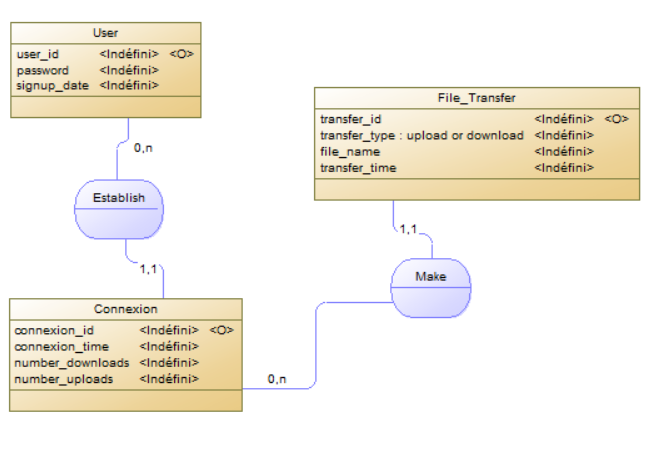 User
user_id <Indéfini> <O>
password <Indéfini>
signup_date <Indéfini>
0,n
Establish
1,1
Connexion
connexion_id <Indéfini> <O>
connexion_time <Indéfini>
number_downloads <Indéfini>
number_uploads <Indéfini>
File_Transfer
transfer_id <Indéfini> <O>
transfer_type : upload or download <Indéfini>
file_name <Indéfini>
transfer_time <Indéfini>
1,1
Make
0,n